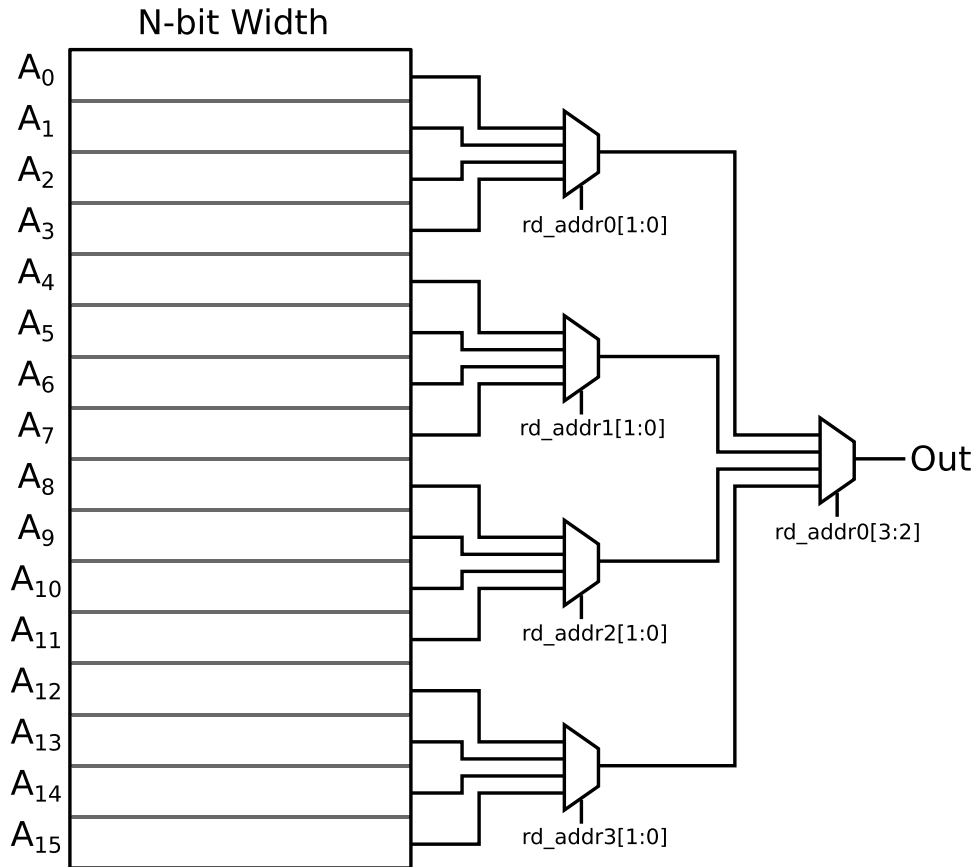 N-bit Width
A0
A1
A2
A3
rd_addr0[1:0]
A4
A5
A6
A7
rd_addr1[1:0]
A8
Out
A9
rd_addr0[3:2]
A10
A11
rd_addr2[1:0]
A12
A13
A14
A15
rd_addr3[1:0]